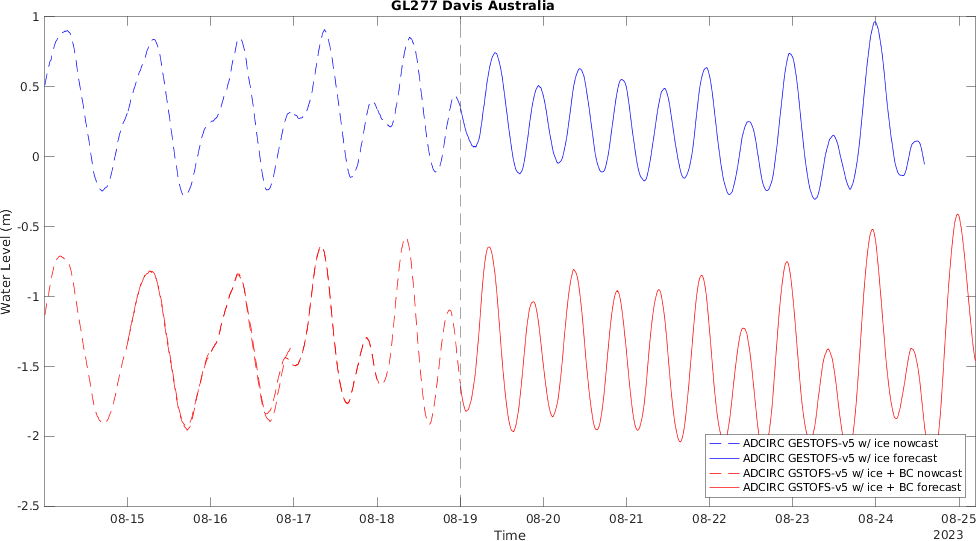 GL277 Davis Australia
1
0.5
0
-0.5
-1
-1.5
-2
-2.5
Water Level (m)
ADCIRC GESTOFS-v5 w/ ice nowcast
ADCIRC GESTOFS-v5 w/ ice forecast
ADCIRC GSTOFS-v5 w/ ice + BC nowcast
ADCIRC GSTOFS-v5 w/ ice + BC forecast
08-15 08-16 08-17 08-18 08-19 08-20 08-21 08-22 08-23 08-24 08-25
Time 2023